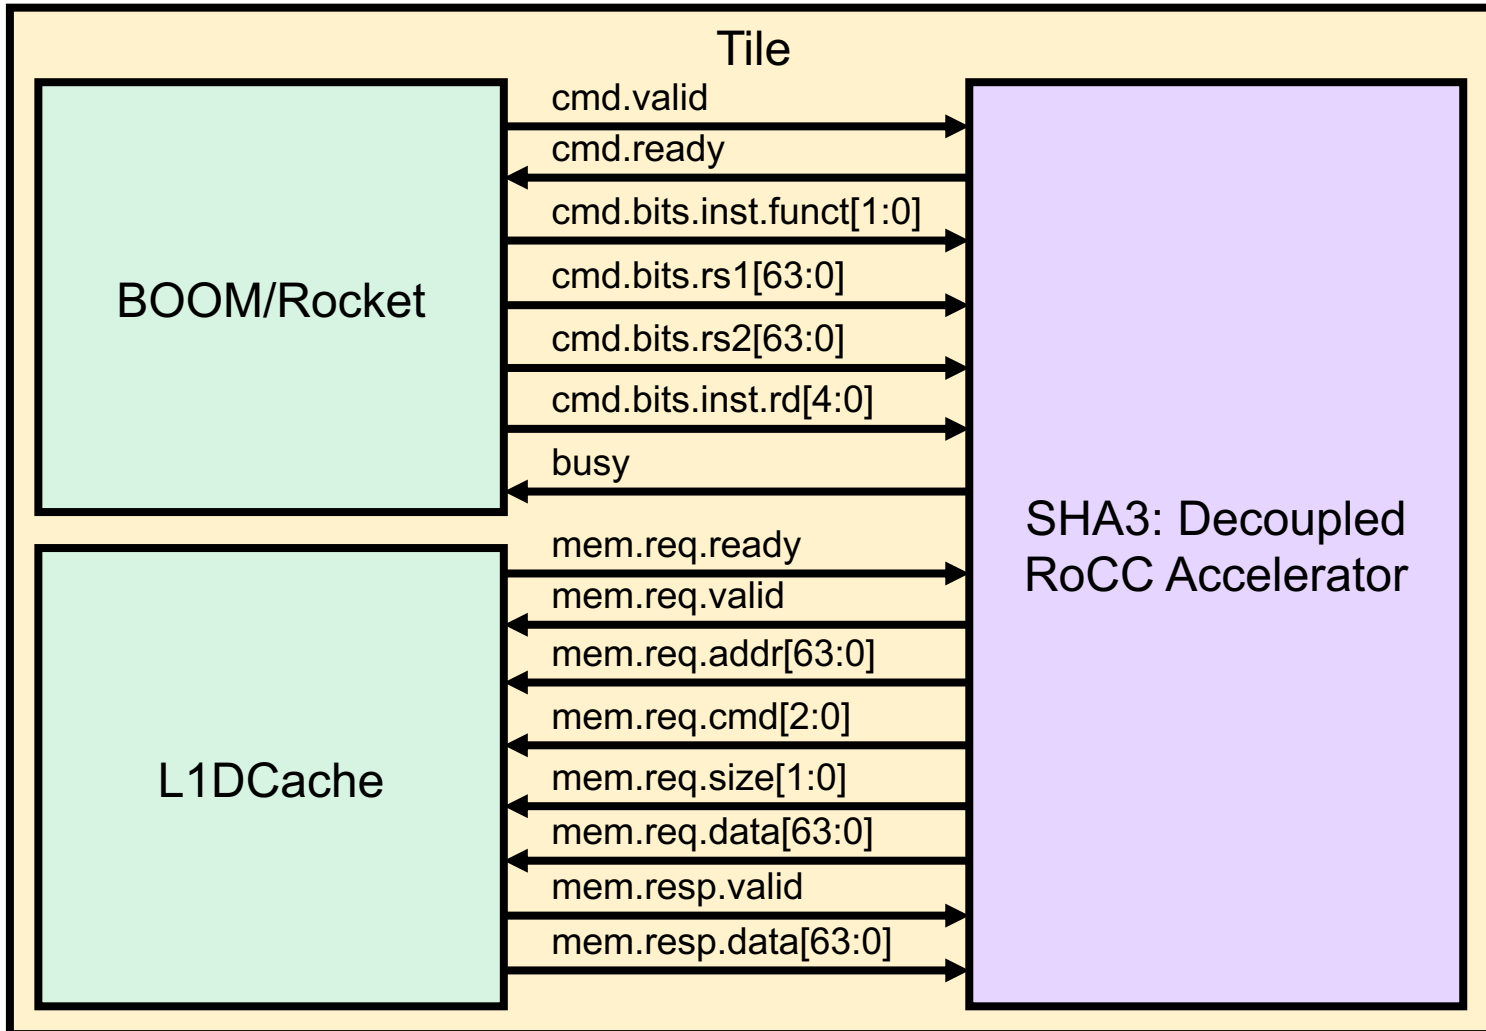 Tile
BOOM/Rocket
cmd.valid
cmd.ready
cmd.bits.inst.funct[1:0]
cmd.bits.rs1[63:0]
cmd.bits.rs2[63:0]
cmd.bits.inst.rd[4:0]
busy
L1DCache
mem.req.ready
mem.req.valid
mem.req.addr[63:0]
mem.req.cmd[2:0]
mem.req.size[1:0]
mem.req.data[63:0]
mem.resp.valid
mem.resp.data[63:0]
SHA3: Decoupled
RoCC Accelerator